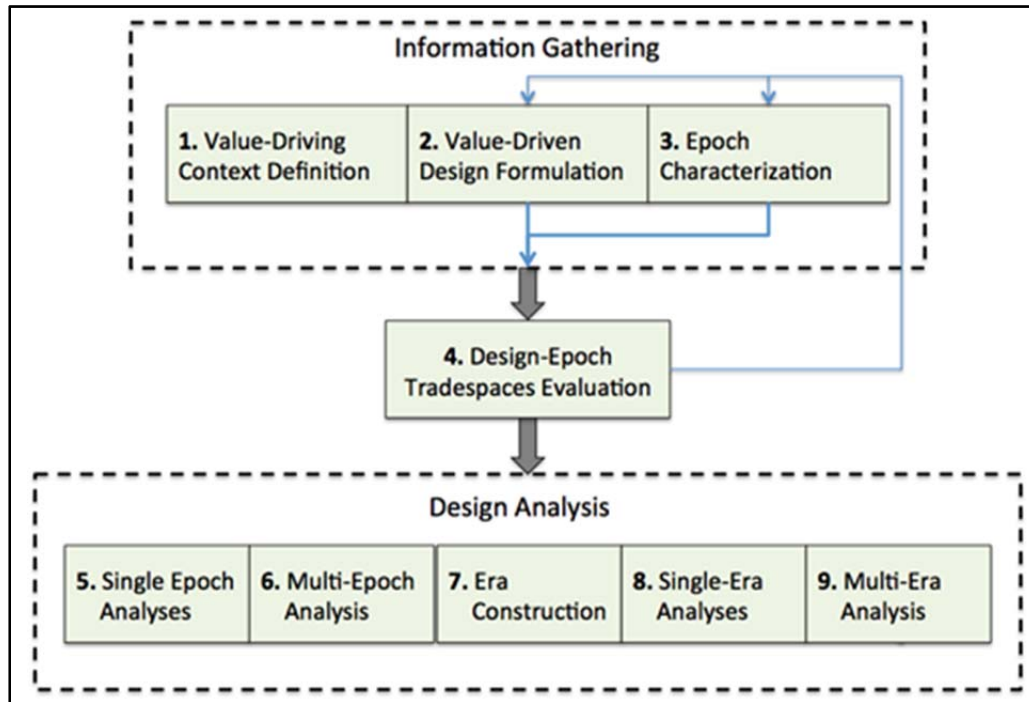 Information Gathering
1. Value-Driving
Context Definition
2. Value-Driven
Design Formulation
3. Epoch
Characterization
4. Design-Epoch
Tradespaces Evaluation
Design Analysis
5. Single Epoch
Analyses
6. Multi-Epoch
Analysis
7. Era
Construction
8. Single-Era
Analyses
9. Multi-Era
Analysis